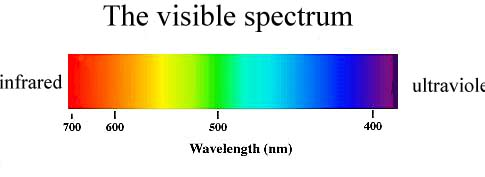 The visible spectrum
infrared
ultraviole
700 600 500 400
Wavelength (nm)